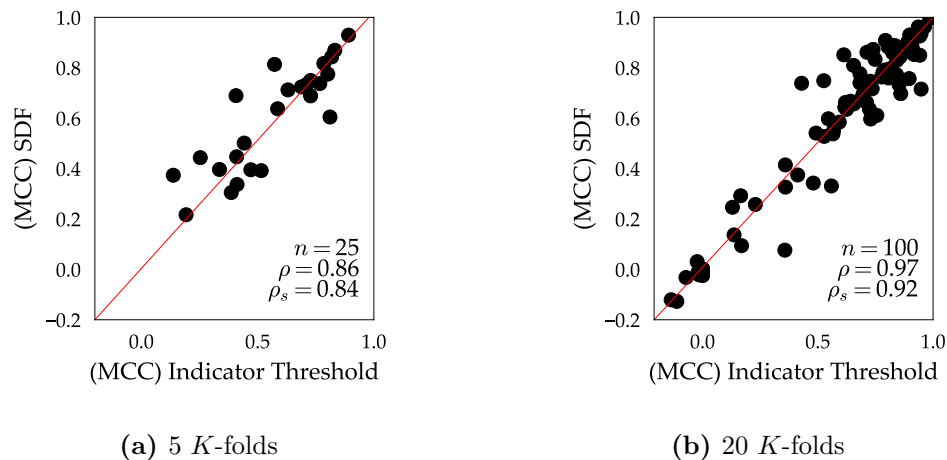 1.0
0.8
0.6
0.4
0.2
0.0
−0.2
(MCC) SDF
n = 25
ρ = 0.86
ρs = 0.84
0.0 0.5 1.0
(MCC) Indicator Threshold
(a) 5 K-folds
1.0
0.8
0.6
0.4
0.2
0.0
−0.2
(MCC) SDF
n = 100
ρ = 0.97
ρs = 0.92
0.0 0.5 1.0
(MCC) Indicator Threshold
(b) 20 K-folds